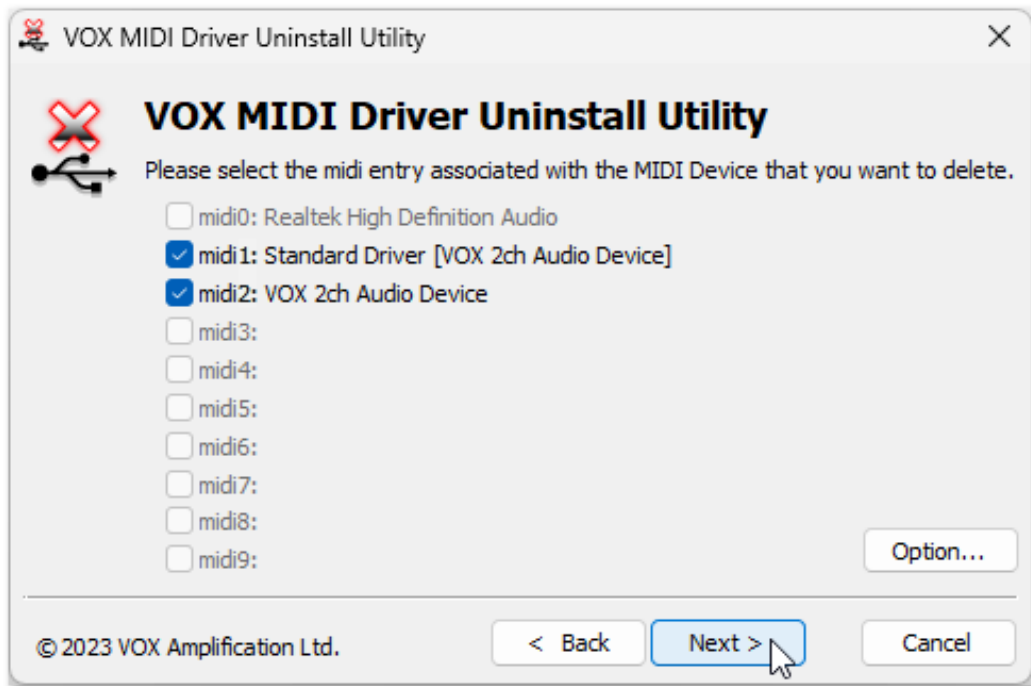 VOX MIDI Driver Uninstall Utility
VOX MIDI Driver Uninstall Utility
Please select the midi entry associated with the MIDI Device that you want to delete.
midi0: Realtek High Definition Audio
midi1: Standard Driver [VOX 2ch Audio Device]
midi2: VOX 2ch Audio Device
midi3:
midi4:
midi5:
midi6:
midi7:
midi8:
midi9:
Option...
© 2023 VOX Amplification Ltd.
< Back
Next >
Cancel